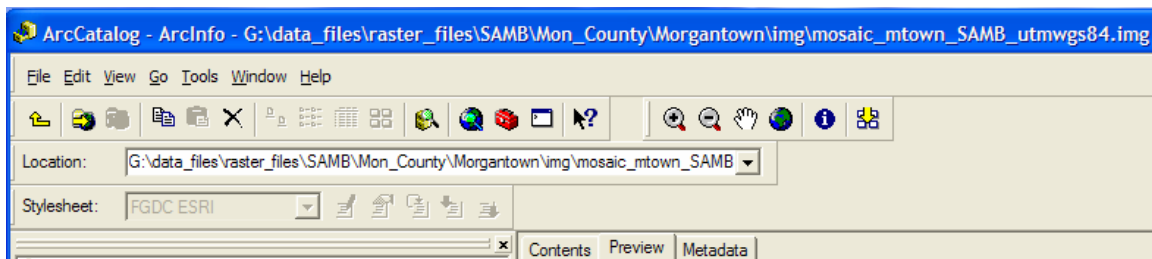 ArcCatalog - ArcInfo - G:\data_files\raster_files\SAMB\Mon_County\Morgantown\img\mosaic_mtown_SAMB_utmwgs84.img
File Edit View Go Tools Window Help
Location: G:\data_files\raster_files\SAMB\Mon_County\Morgantown\img\mosaic_mtown_SAMB
Stylesheet: FGDC ESRI
Contents Preview Metadata